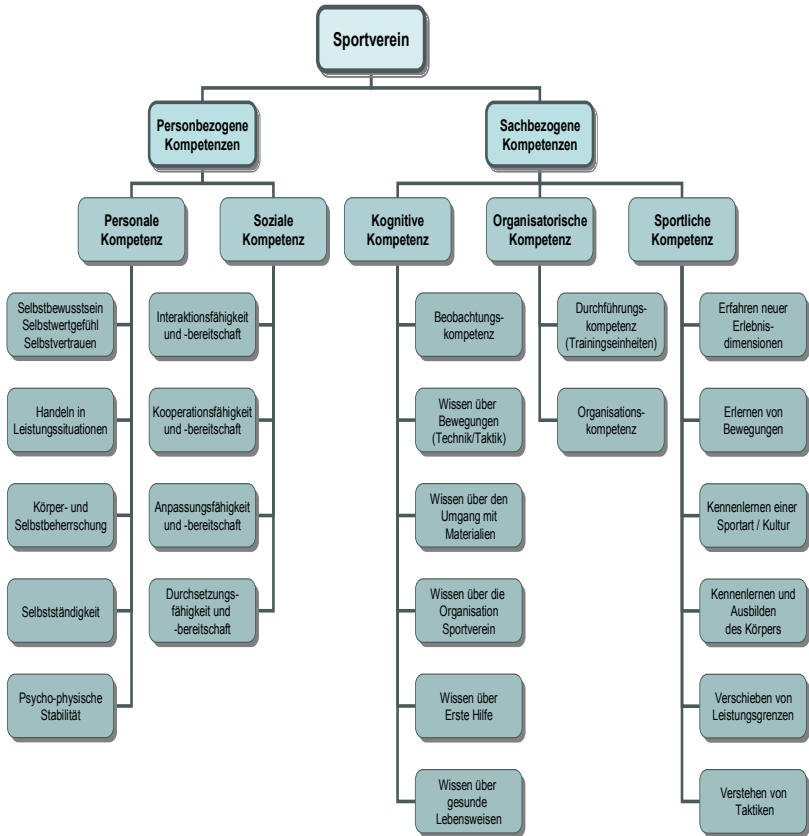 Sportverein
Personbezogene
Kompetenzen
Sachbezogene
Kompetenzen
Personale
Kompetenz
Soziale
Kompetenz
Kognitive
Kompetenz
Organisatorische
Kompetenz
Sportliche
Kompetenz
Selbstbewusstsein
Selbstwertgefühl
Selbstvertrauen
Handeln in
Leistungssituationen
Körper- und
Selbstbeherrschung
Selbstständigkeit
Psycho-physische
Stabilität
Interaktionsfähigkeit
und -bereitschaft
Kooperationsfähigkeit
und -bereitschaft
Anpassungsfähigkeit
und -bereitschaft
Durchsetzungs-
fähigkeit und
-bereitschaft
Beobachtungs-
kompetenz
Wissen über
Bewegungen
(Technik/Taktik)
Wissen über den
Umgang mit
Materialien
Wissen über die
Organisation
Sportverein
Wissen über
Erste Hilfe
Wissen über
gesunde
Lebensweisen
Durchführungs-
kompetenz
(Trainingseinheiten)
Organisations-
kompetenz
Erfahren neuer
Erlebnis-
dimensionen
Erlernen von
Bewegungen
Kennenlernen einer
Sportart / Kultur
Kennenlernen und
Ausbilden
des Körpers
Verschieben von
Leistungsgrenzen
Verstehen von
Taktiken